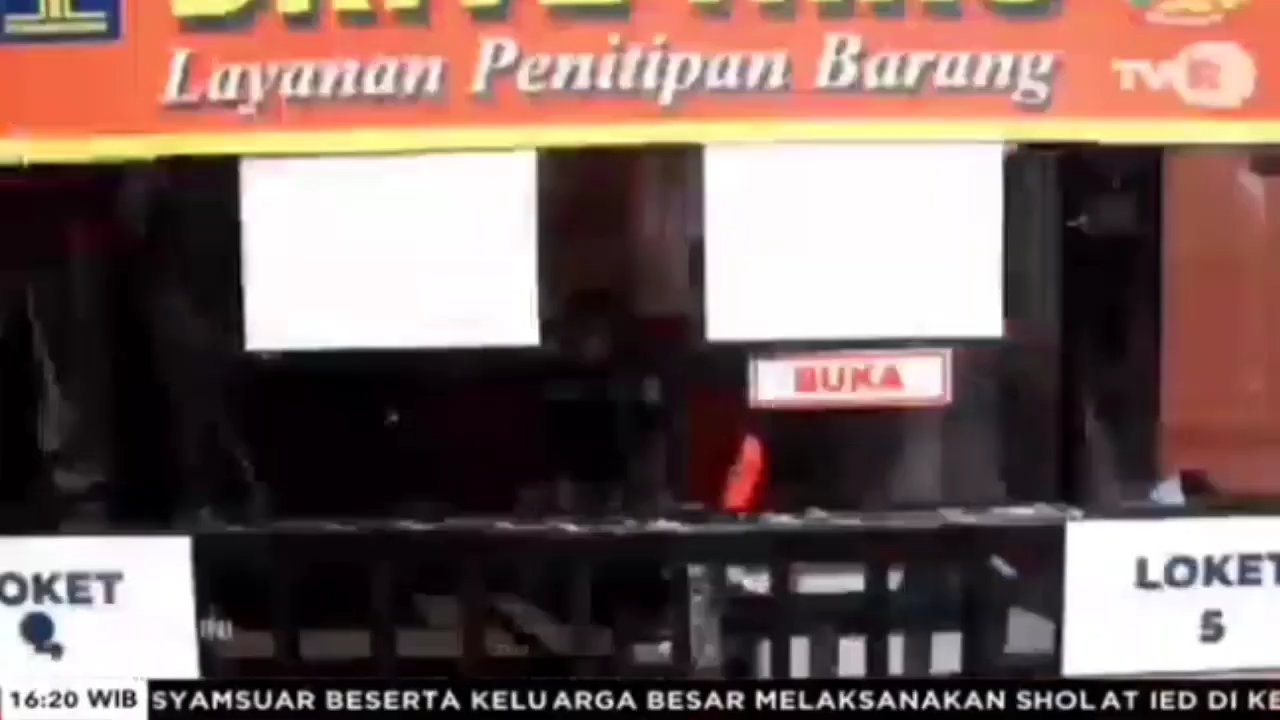 Layanan Penitipan Barang
TVR
BUKA
OKET
LOKET
5
16:20 WIB
SYAMSUAR BESERTA KELUARGA BESAR MELAKSANAKAN SHOLAT IED DI KE